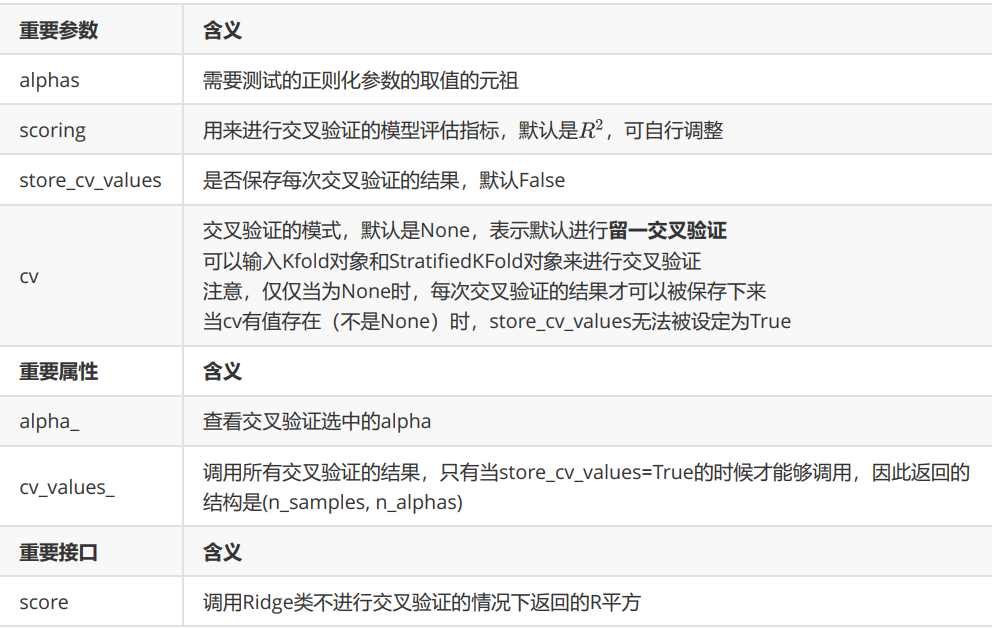 重要参数 含义
alphas 需要测试的正则化参数的取值的元祖
scoring 用来进行交叉验证的模型评估指标，默认是R²，可自行调整
store_cv_values 是否保存每次交叉验证的结果，默认False
交叉验证的模式，默认是None，表示默认进行留一交叉验证
可以输入Kfold对象和StratifiedKFold对象来进行交叉验证
cv
注意，仅仅当为None时，每次交叉验证的结果才可以被保存下来
当cv有值存在（不是None）时，store_cv_values无法被设定为True
重要属性 含义
alpha_ 查看交叉验证选中的alpha
cv_values_
调用所有交叉验证的结果，只有当store_cv_values=True的时候才能够调用，因此返回的
结构是(n_samples, n_alphas)
重要接口 含义
score 调用Ridge类不进行交叉验证的情况下返回的R平方